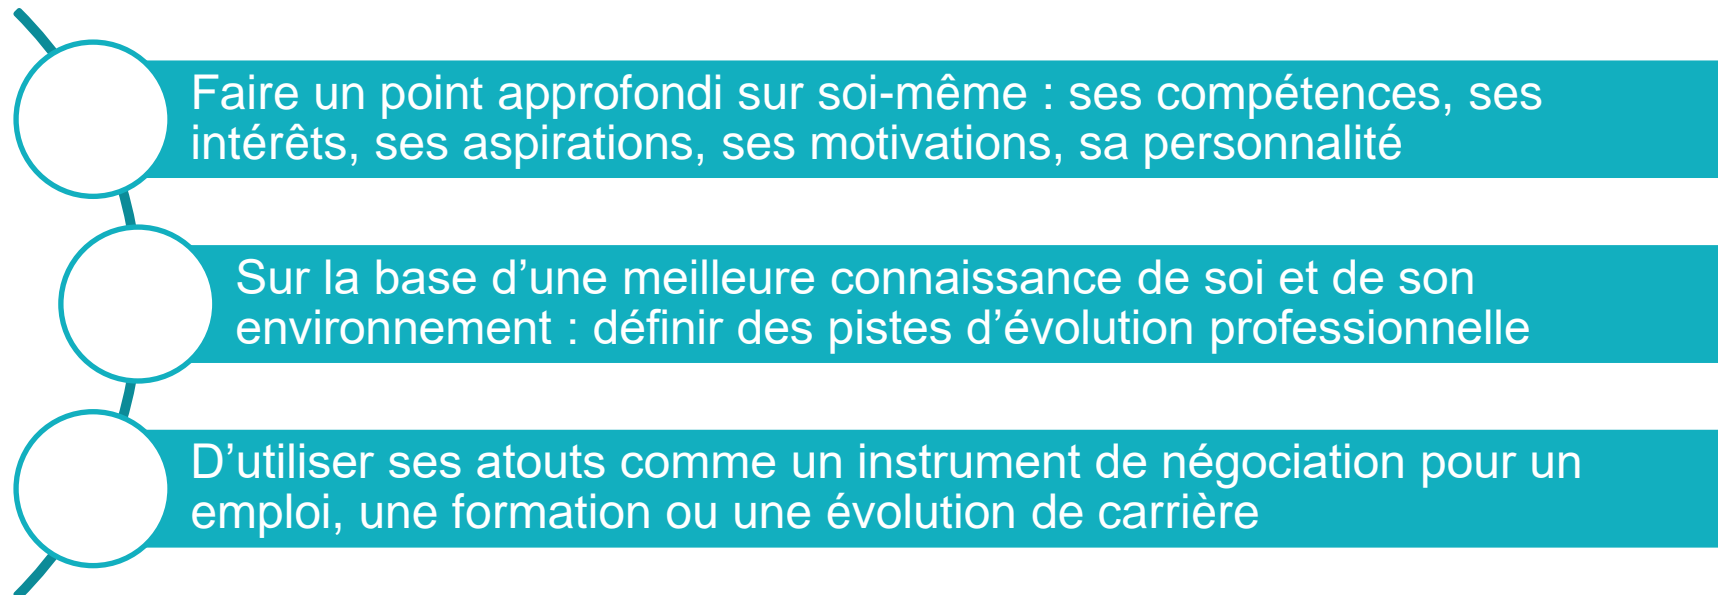 Faire un point approfondi sur soi-même : ses compétences, ses
intérêts, ses aspirations, ses motivations, sa personnalité
Sur la base d’une meilleure connaissance de soi et de son
environnement : définir des pistes d’évolution professionnelle
D’utiliser ses atouts comme un instrument de négociation pour un
emploi, une formation ou une évolution de carrière